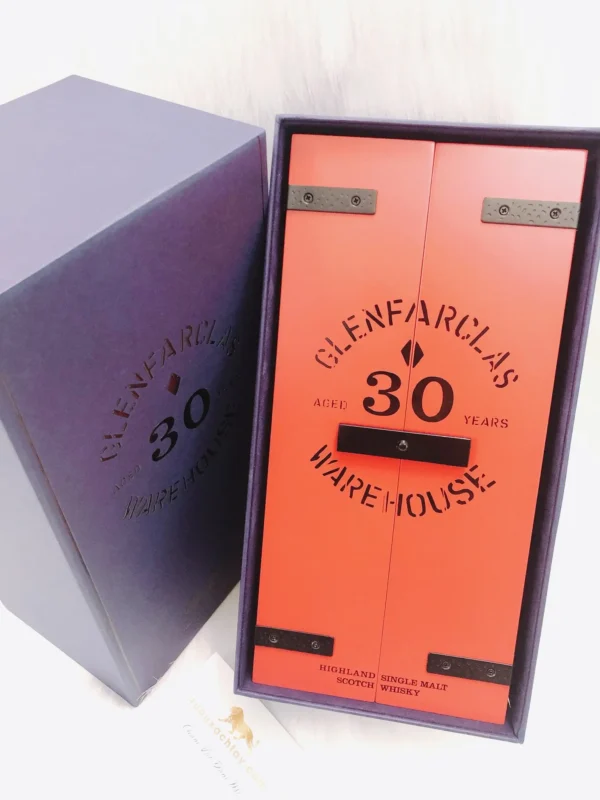 GLENFARCLAS
AGED 30
WAREHOUSE
GLENFARCLAS
AGED 30 YEARS
WAREHOUSE
HIGHLAND SINGLE MALT
SCOTCH WHISKY